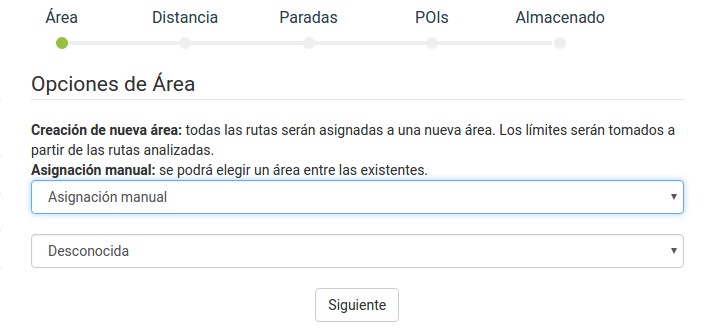 Área Distancia Paradas POIs Almacenado
Opciones de Área
Creación de nueva área: todas las rutas serán asignadas a una nueva área. Los límites serán tomados a
partir de las rutas analizadas.
Asignación manual: se podrá elegir un área entre las existentes.
Asignación manual
Desconocida
Siguiente